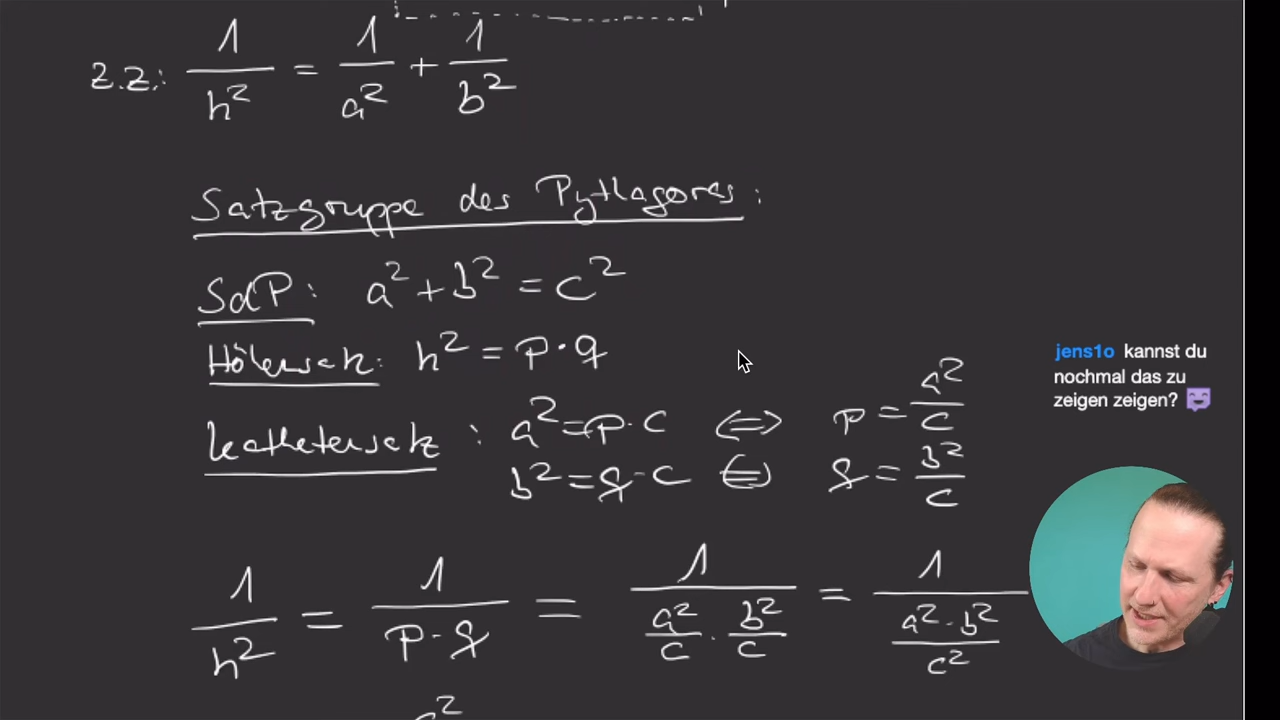 z.z.: 1/h² = 1/a² + 1/b²
Satzgruppe des Pythagoras:
SdP: a² + b² = c²
Höhensatz: h² = p · q
Kathetensatz: a² = p · c ⇔ p = a²/c
b² = q · c ⇔ q = b²/c
1/h² = 1/(p · q) = 1/(a²/c · b²/c) = 1/((a² · b²)/c²)
a²
jens1o kannst du
nochmal das zu
zeigen zeigen?